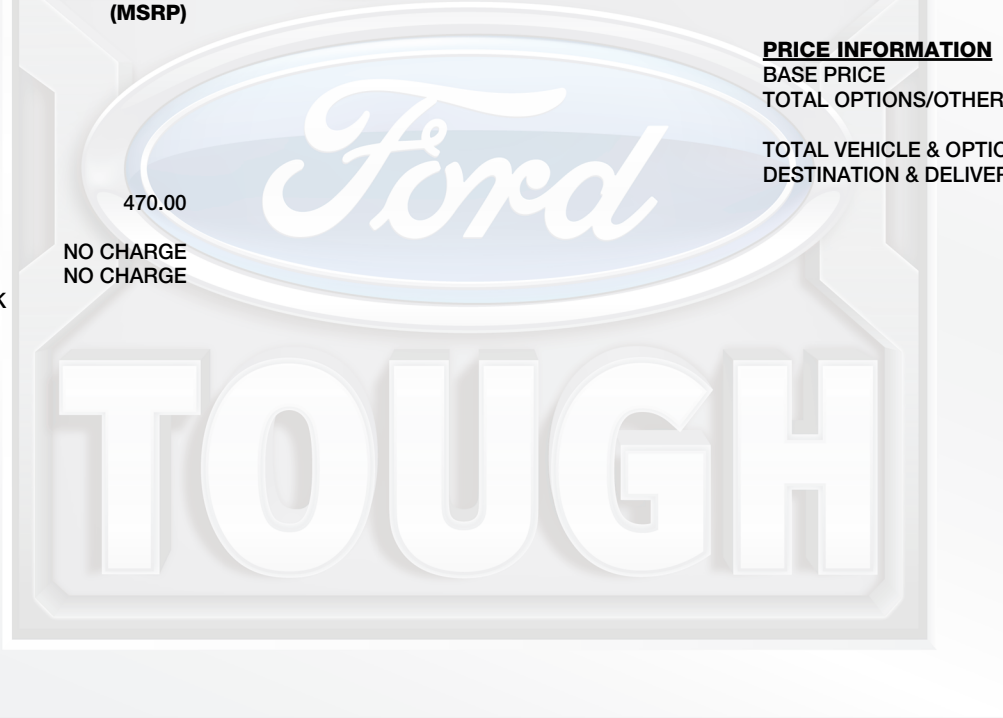 (MSRP)
PRICE INFORMATION
BASE PRICE
TOTAL OPTIONS/OTHER
TOTAL VEHICLE & OPTIO
DESTINATION & DELIVER
470.00
NO CHARGE
NO CHARGE
K
Ford
TOUGH